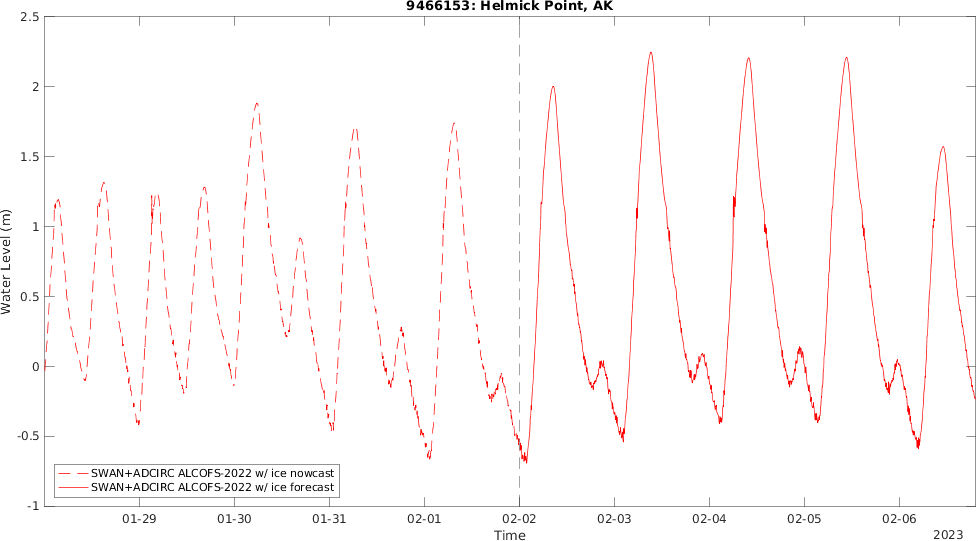 9466153: Helmick Point, AK
2.5
2
1.5
1
0.5
0
-0.5
-1
Water Level (m)
SWAN+ADCIRC ALCOFS-2022 w/ ice nowcast
SWAN+ADCIRC ALCOFS-2022 w/ ice forecast
01-29 01-30 01-31 02-01 02-02 02-03 02-04 02-05 02-06
Time
2023